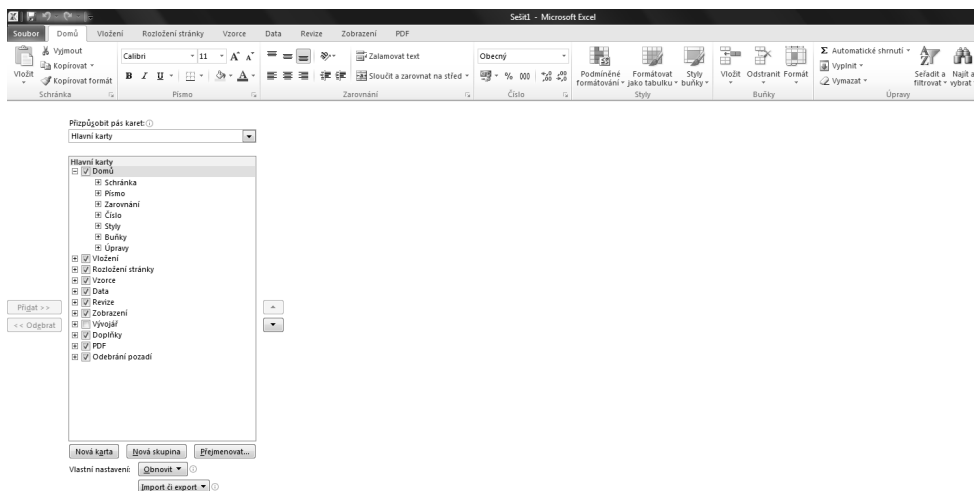 Sešit1 - Microsoft Excel
Soubor Domů Vložení Rozložení stránky Vzorce Data Revize Zobrazení PDF
Vložit
Vyjmout
Kopírovat
Kopírovat formát
Schránka
Calibri 11
B I U A
Písmo
Zalamovat text
Sloučit a zarovnat na střed
Zarovnání
Obecný
% 000
Číslo
Podmíněné formátování
Formátovat jako tabulku
Styly buňky
Styly
Vložit Odstranit Formát
Buňky
Σ Automatické shrnutí
Vyplnit
Vymazat
Seřadit a filtrovat
Najít a vybrat
Úpravy
Přizpůsobit pás karet:
Hlavní karty
Hlavní karty
Domů
Schránka
Písmo
Zarovnání
Číslo
Styly
Buňky
Úpravy
Vložení
Rozložení stránky
Vzorce
Data
Revize
Zobrazení
Vývojář
Doplňky
PDF
Odebrání pozadí
Přidat >>
<< Odebrat
Nová karta Nová skupina Přejmenovat...
Vlastní nastavení: Obnovit
Import či export